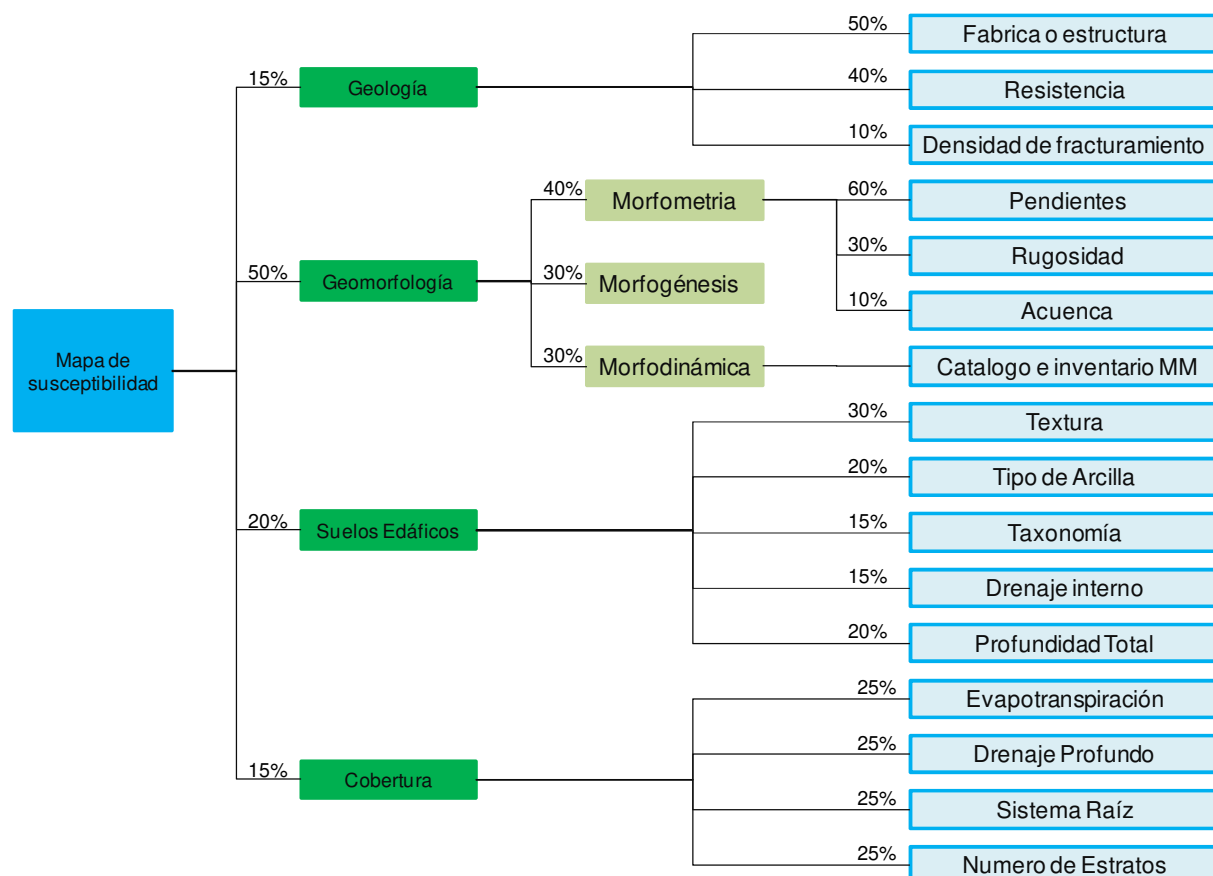 50%
Fabrica o estructura
15%
Geología
40%
Resistencia
10%
Densidad de fracturamiento
40%
Morfometria
60%
Pendientes
30%
Rugosidad
50%
Geomorfología
30%
Morfogénesis
10%
Acuenca
Mapa de
susceptibilidad
30%
Morfodinámica
Catalogo e inventario MM
30%
Textura
20%
Tipo de Arcilla
20%
Suelos Edáficos
15%
Taxonomía
15%
Drenaje interno
20%
Profundidad Total
25%
Evapotranspiración
25%
Drenaje Profundo
15%
Cobertura
25%
Sistema Raíz
25%
Numero de Estratos